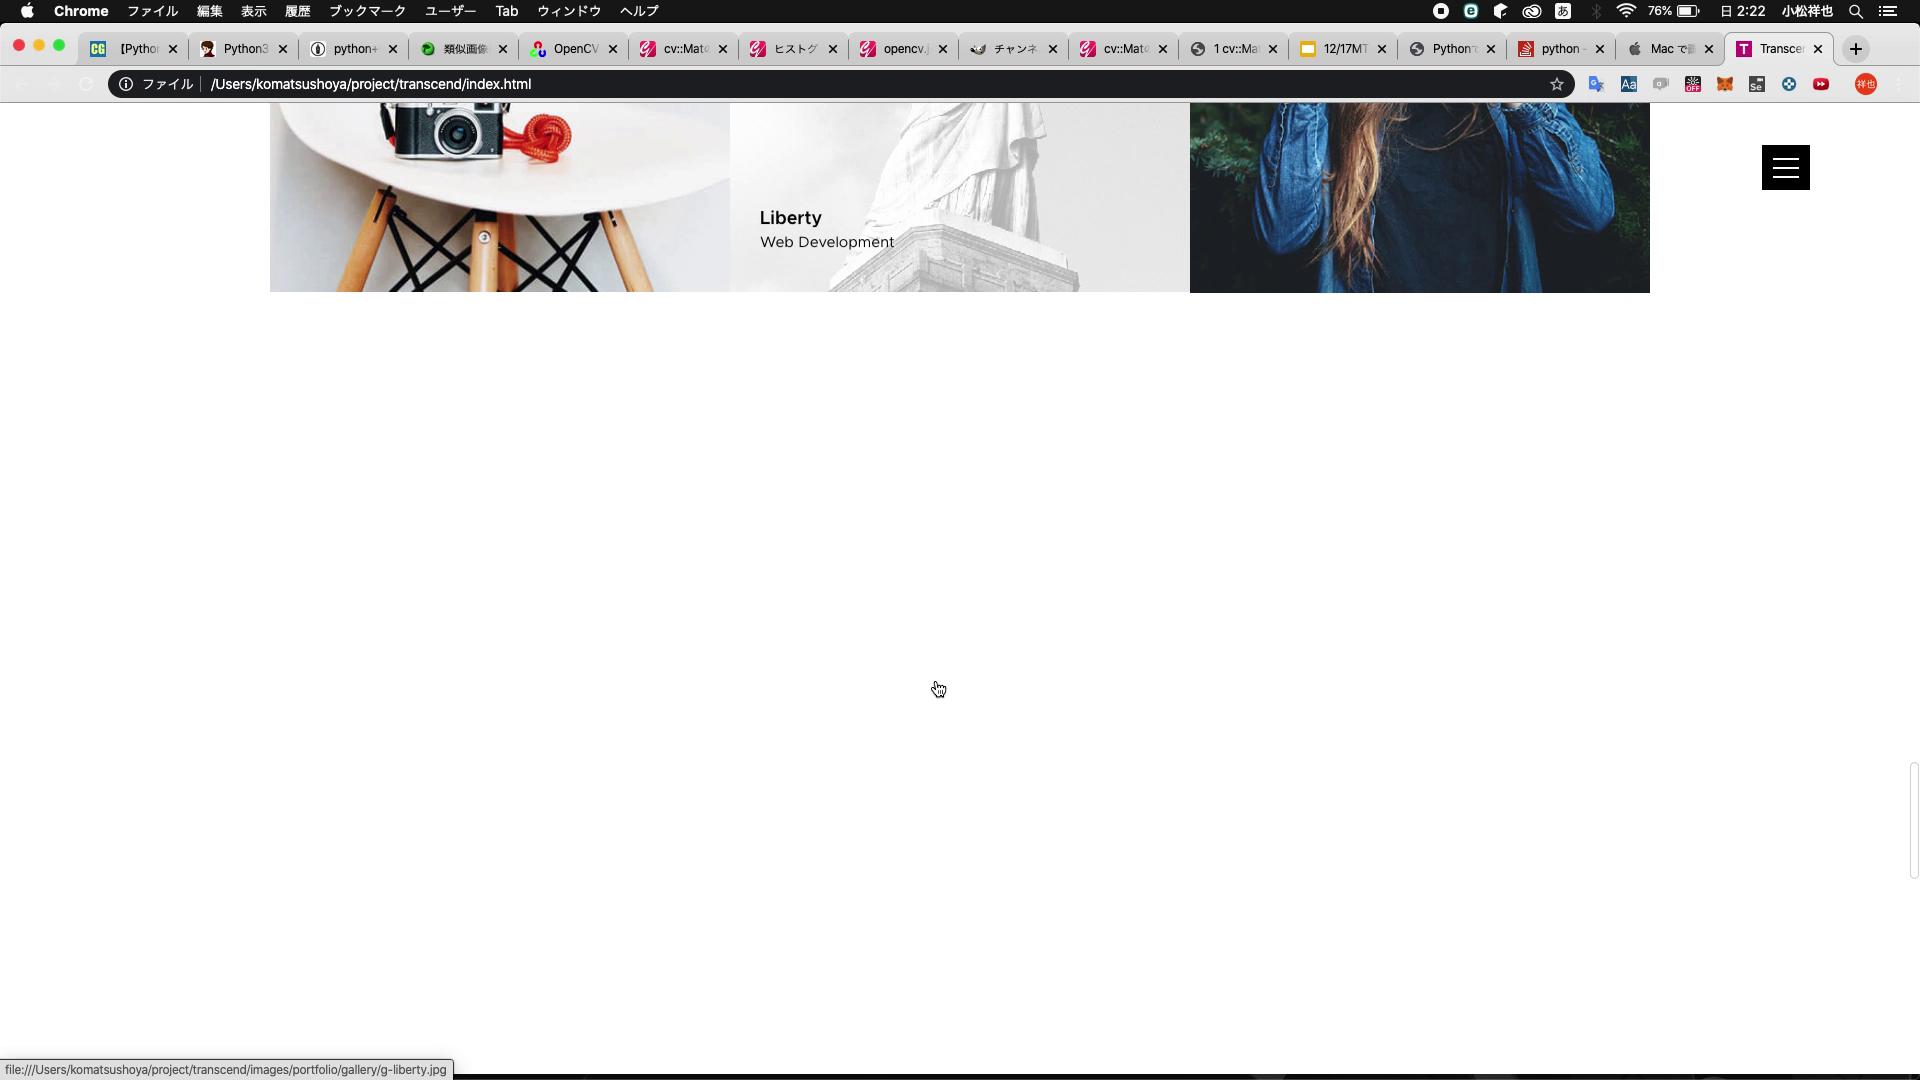 Chrome ファイル 編集 表示 履歴 ブックマーク ユーザー Tab ウィンドウ ヘルプ 76% 日 2:22 小松祥也
【Pytho Python3 python+ 類似画像 OpenCV cv::Mat ヒストグ opencv.j チャンネ cv::Mat 1 cv::Ma 12/17MT Python python - Mac で Transce
ファイル /Users/komatsushoya/project/transcend/index.html 祥也
Liberty
Web Development
file:///Users/komatsushoya/project/transcend/images/portfolio/gallery/g-liberty.jpg